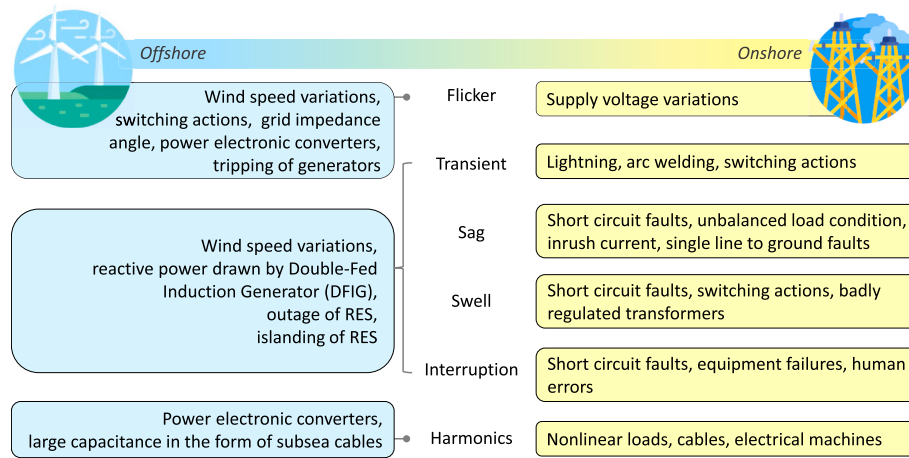 Offshore
Onshore
Wind speed variations,
switching actions, grid impedance
angle, power electronic converters,
tripping of generators
Flicker
Supply voltage variations
Transient
Lightning, arc welding, switching actions
Wind speed variations,
reactive power drawn by Double-Fed
Induction Generator (DFIG),
outage of RES,
islanding of RES
Sag
Short circuit faults, unbalanced load condition,
inrush current, single line to ground faults
Swell
Short circuit faults, switching actions, badly
regulated transformers
Interruption
Short circuit faults, equipment failures, human
errors
Power electronic converters,
large capacitance in the form of subsea cables
Harmonics
Nonlinear loads, cables, electrical machines